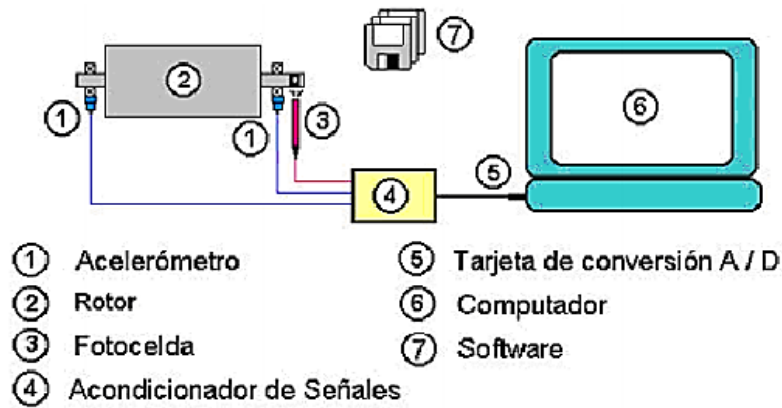 7
2
6
1
1
3
4
5
1 Acelerómetro
2 Rotor
3 Fotocelda
4 Acondicionador de Señales
5 Tarjeta de conversión A / D
6 Computador
7 Software